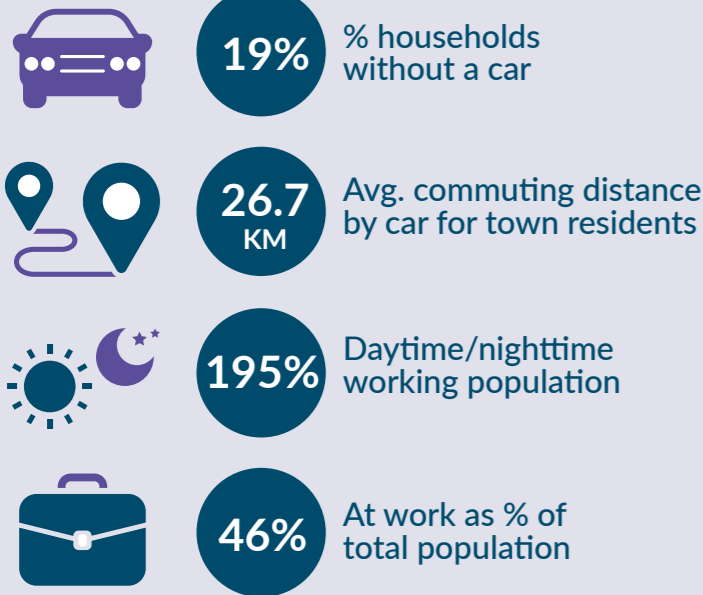 19%
% households
without a car
26.7
KM
Avg. commuting distance
by car for town residents
195%
Daytime/nighttime
working population
46%
At work as % of
total population